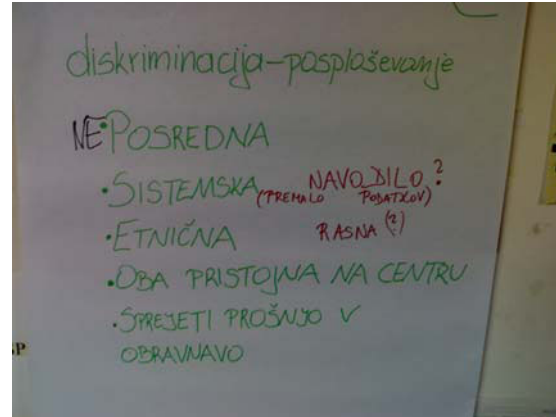 diskriminacija-posploševanje
NE•POSREDNA
•SISTEMSKA NAVODILO?
(PREMALO PODATKOV)
•ETNIČNA RASNA (?)
•OBA PRISTOJNA NA CENTRU
•SPREJETI PROŠNJO V
OBRAVNAVO